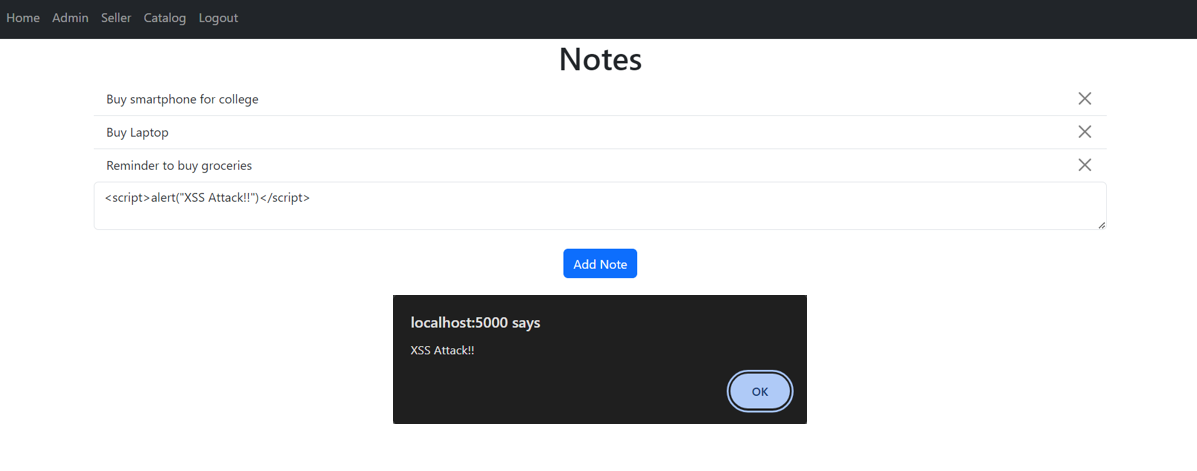 Home Admin Seller Catalog Logout
Notes
Buy smartphone for college
Buy Laptop
Reminder to buy groceries
<script>alert("XSS Attack!!")</script>
Add Note
localhost:5000 says
XSS Attack!!
OK